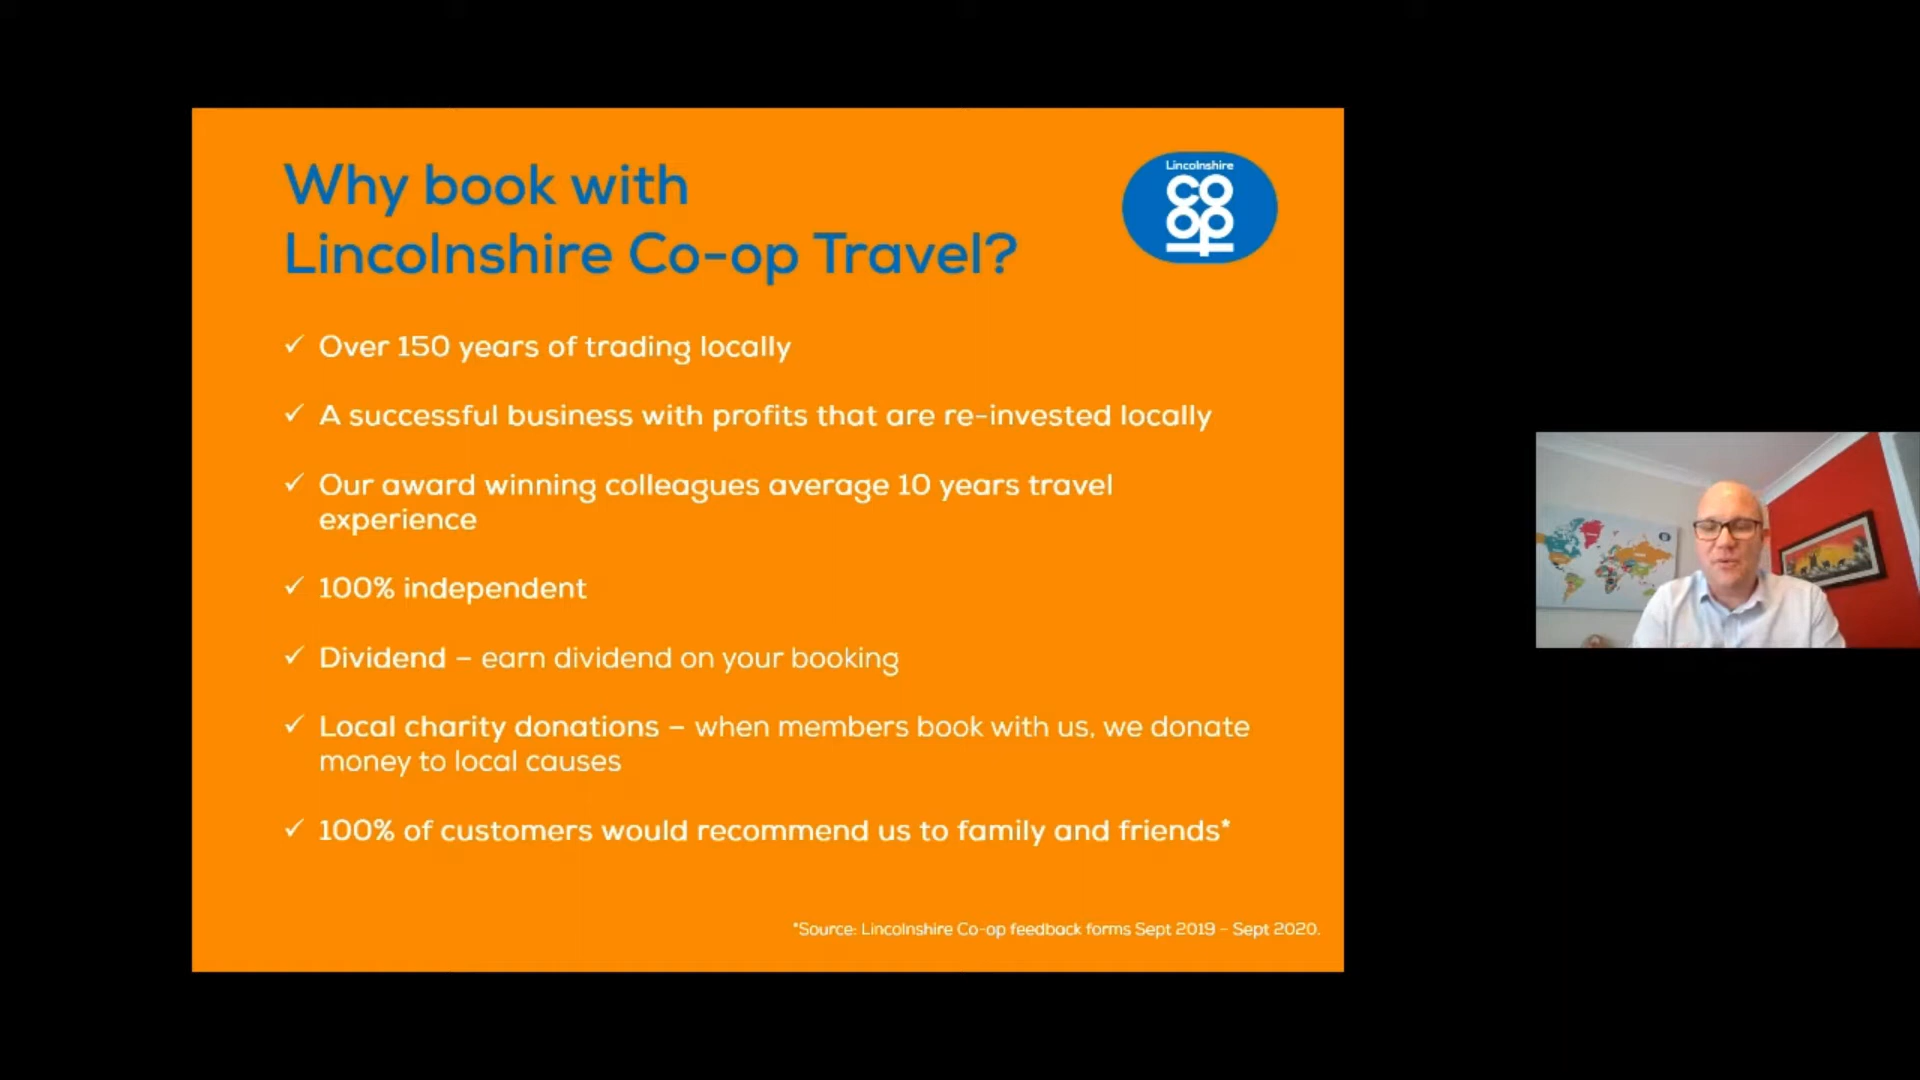 Why book with
Lincolnshire Co-op Travel?
Lincolnshire
CO
OP
✓ Over 150 years of trading locally
✓ A successful business with profits that are re-invested locally
✓ Our award winning colleagues average 10 years travel
experience
✓ 100% independent
✓ Dividend – earn dividend on your booking
✓ Local charity donations – when members book with us, we donate
money to local causes
✓ 100% of customers would recommend us to family and friends*
*Source: Lincolnshire Co-op feedback forms Sept 2019 – Sept 2020.